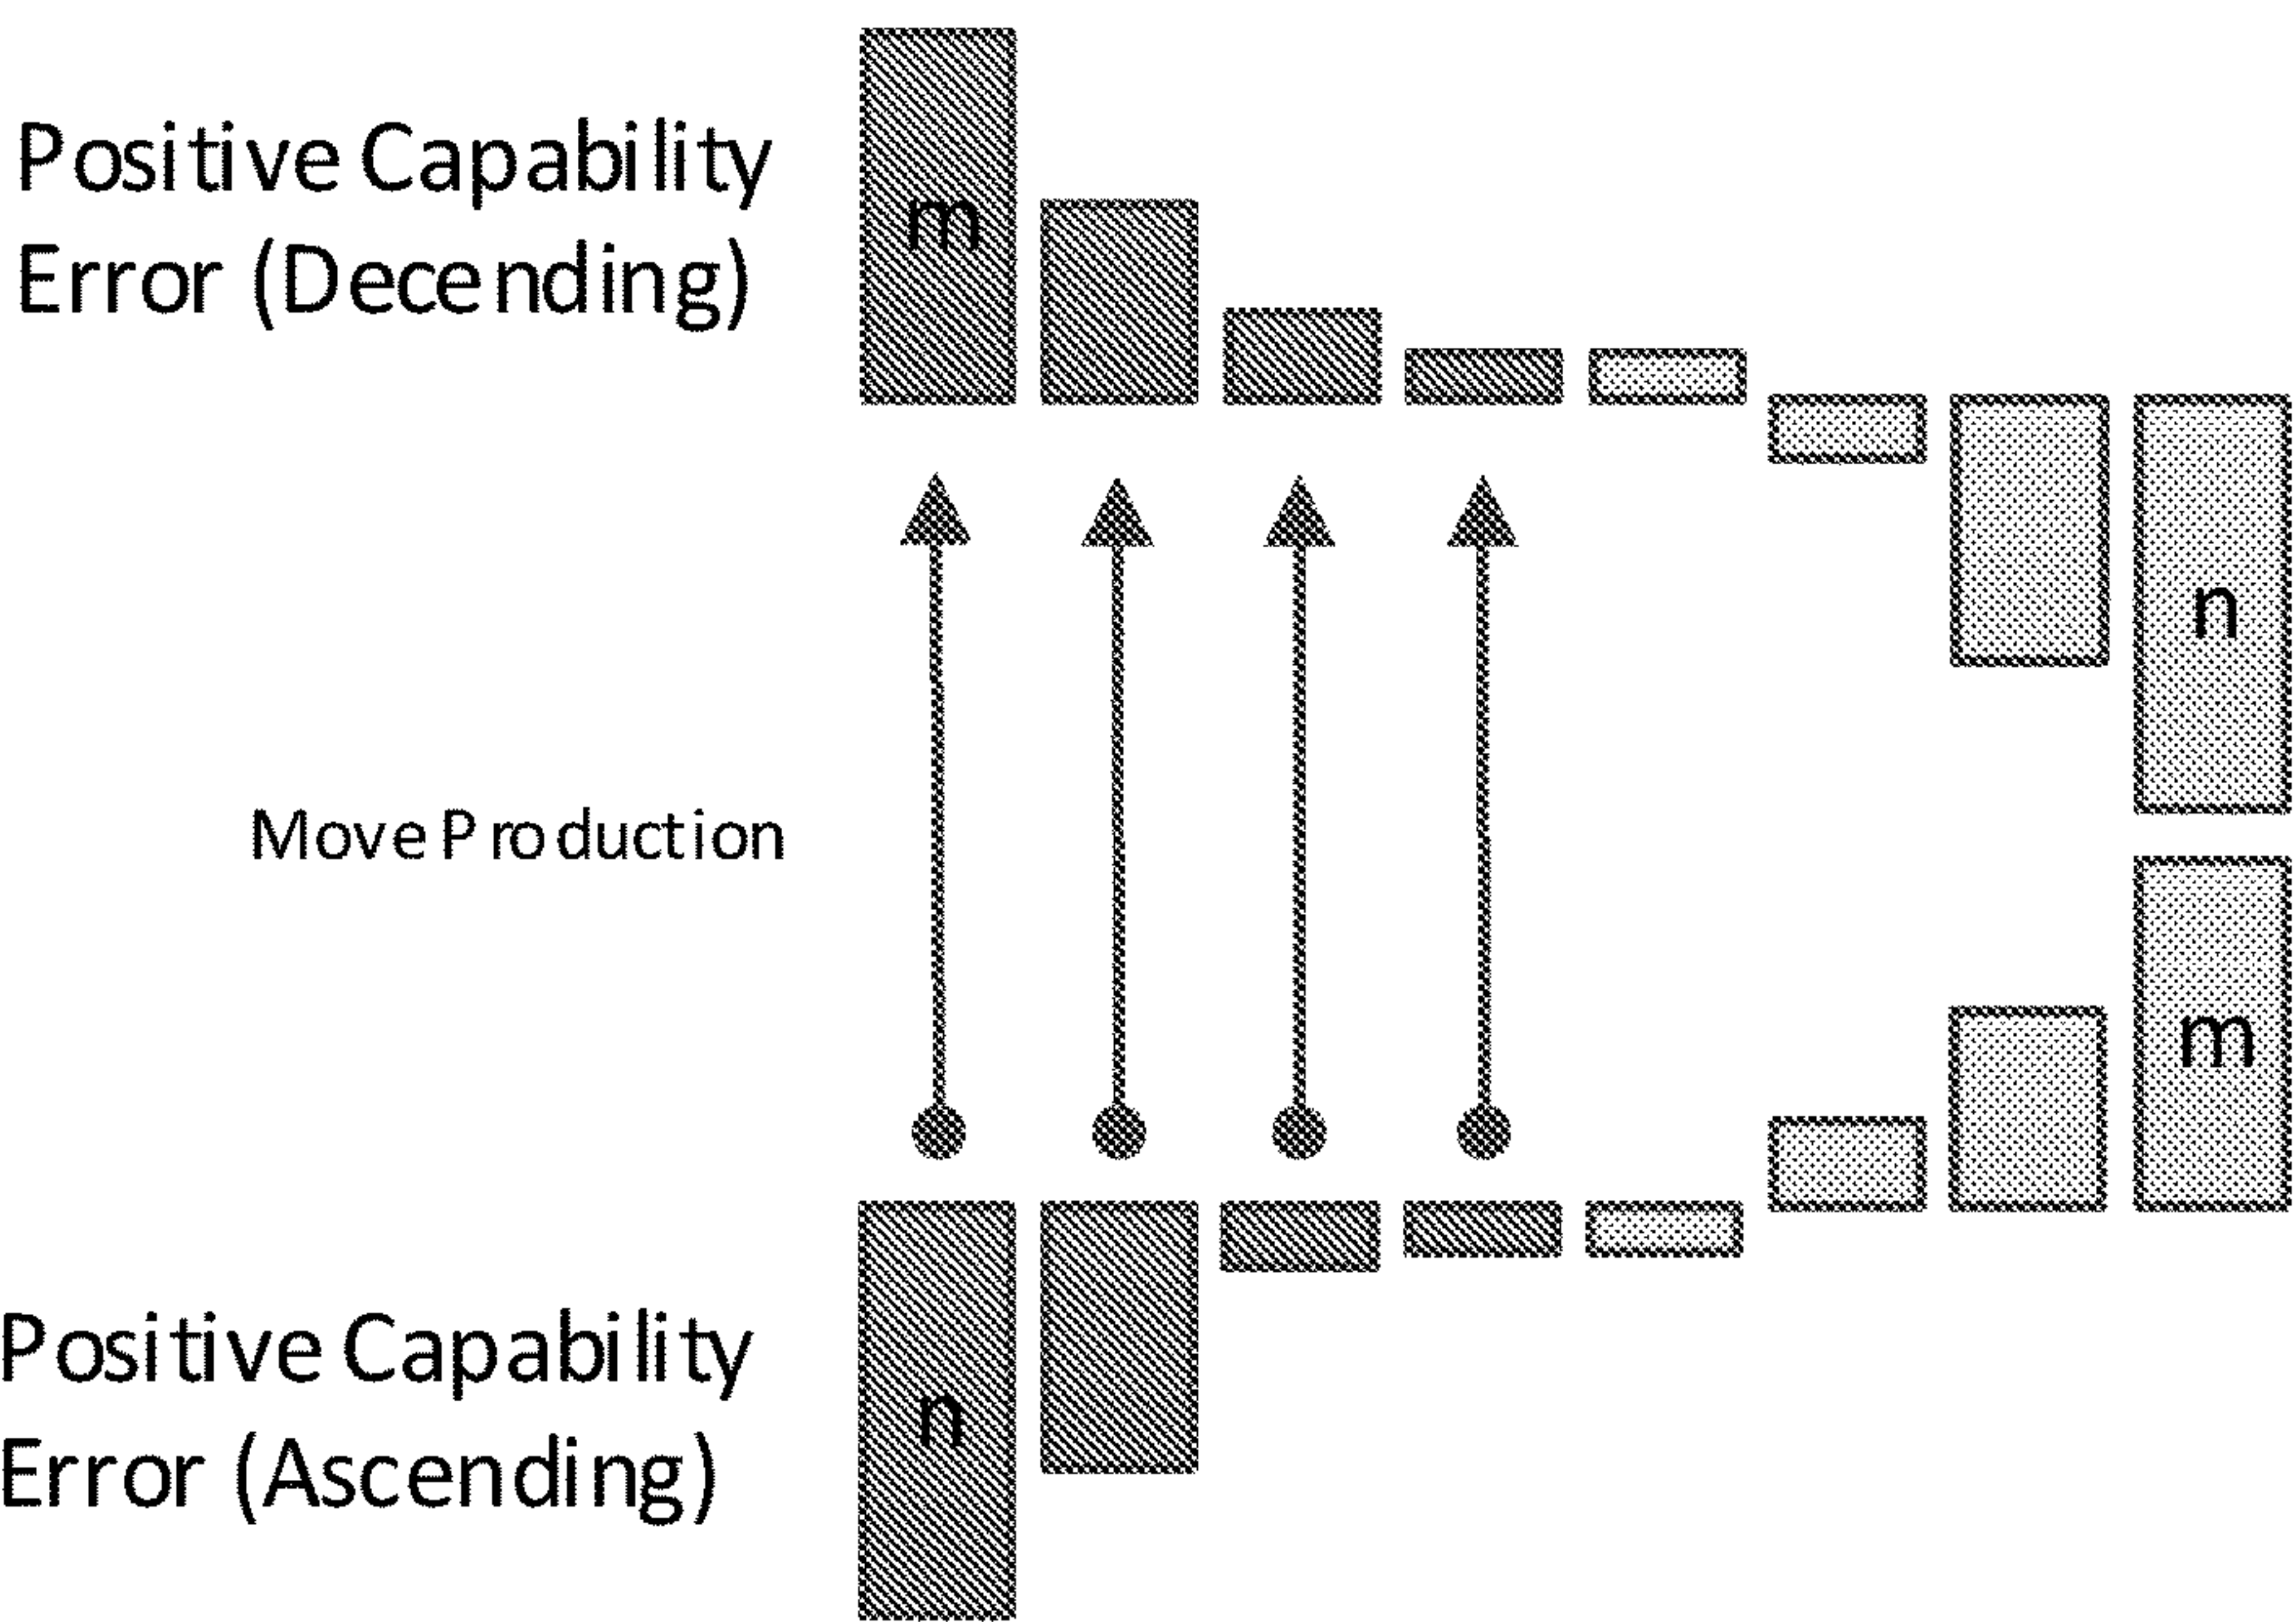 Positive Capability
Error (Decending)
m
n
Move Production
m
Positive Capability
Error (Ascending)
n